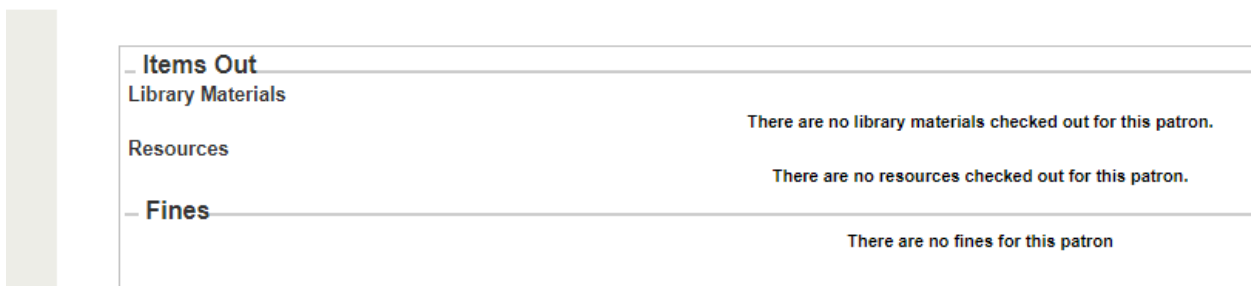 Items Out
Library Materials
There are no library materials checked out for this patron.
Resources
There are no resources checked out for this patron.
Fines
There are no fines for this patron